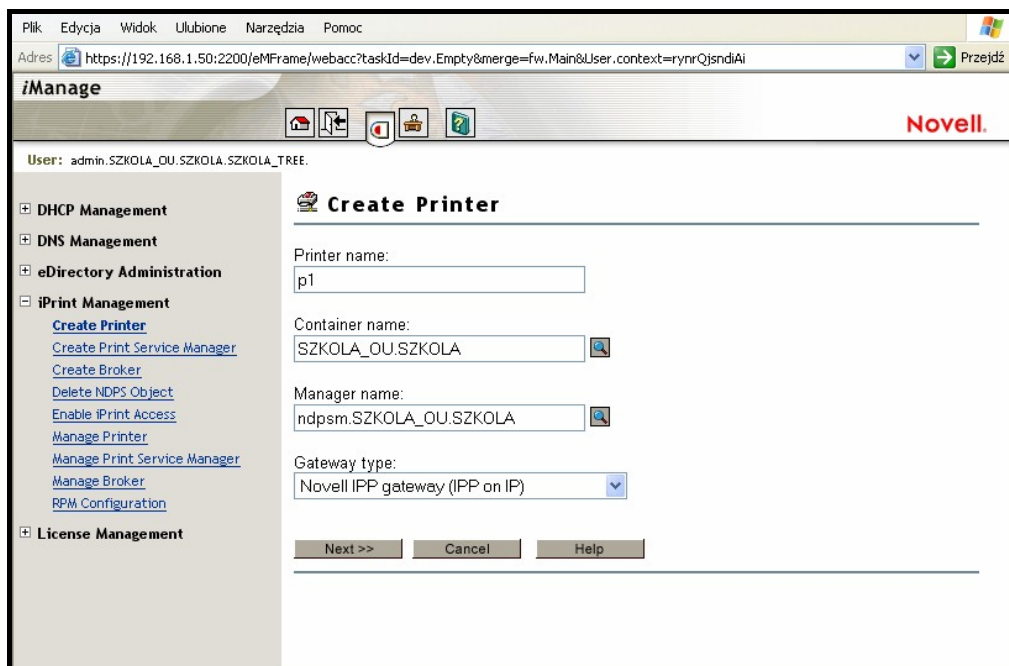 Plik Edycja Widok Ulubione Narzędzia Pomoc
Adres https://192.168.1.50:2200/eMFrame/webacc?taskId=dev.Empty&merge=fw.Main&User.context=rynrQjsndiAi Przejdź
iManage
Novell.
User: admin.SZKOLA_OU.SZKOLA.SZKOLA_TREE.
DHCP Management
DNS Management
eDirectory Administration
iPrint Management
Create Printer
Create Print Service Manager
Create Broker
Delete NDPS Object
Enable iPrint Access
Manage Printer
Manage Print Service Manager
Manage Broker
RPM Configuration
License Management
Create Printer
Printer name:
p1
Container name:
SZKOLA_OU.SZKOLA
Manager name:
ndpsm.SZKOLA_OU.SZKOLA
Gateway type:
Novell IPP gateway (IPP on IP)
Next >> Cancel Help